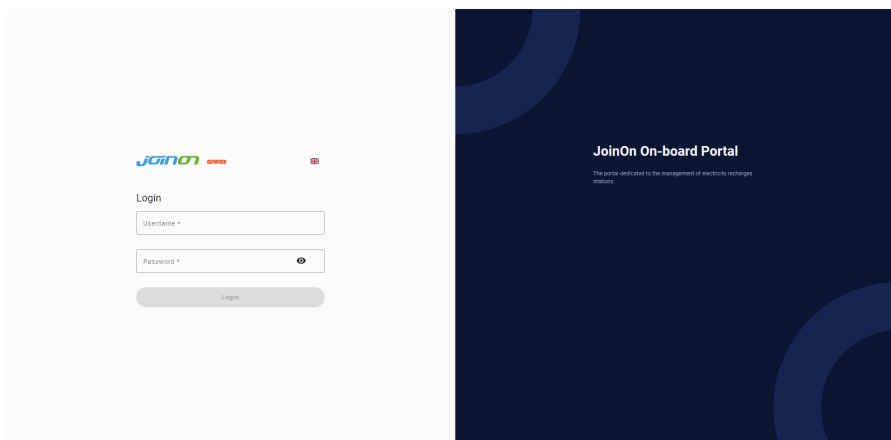 JOINON GEWISS
Login
Username *
Password *
Login
JoinOn On-board Portal
The portal dedicated to the management of electricity recharges
stations.